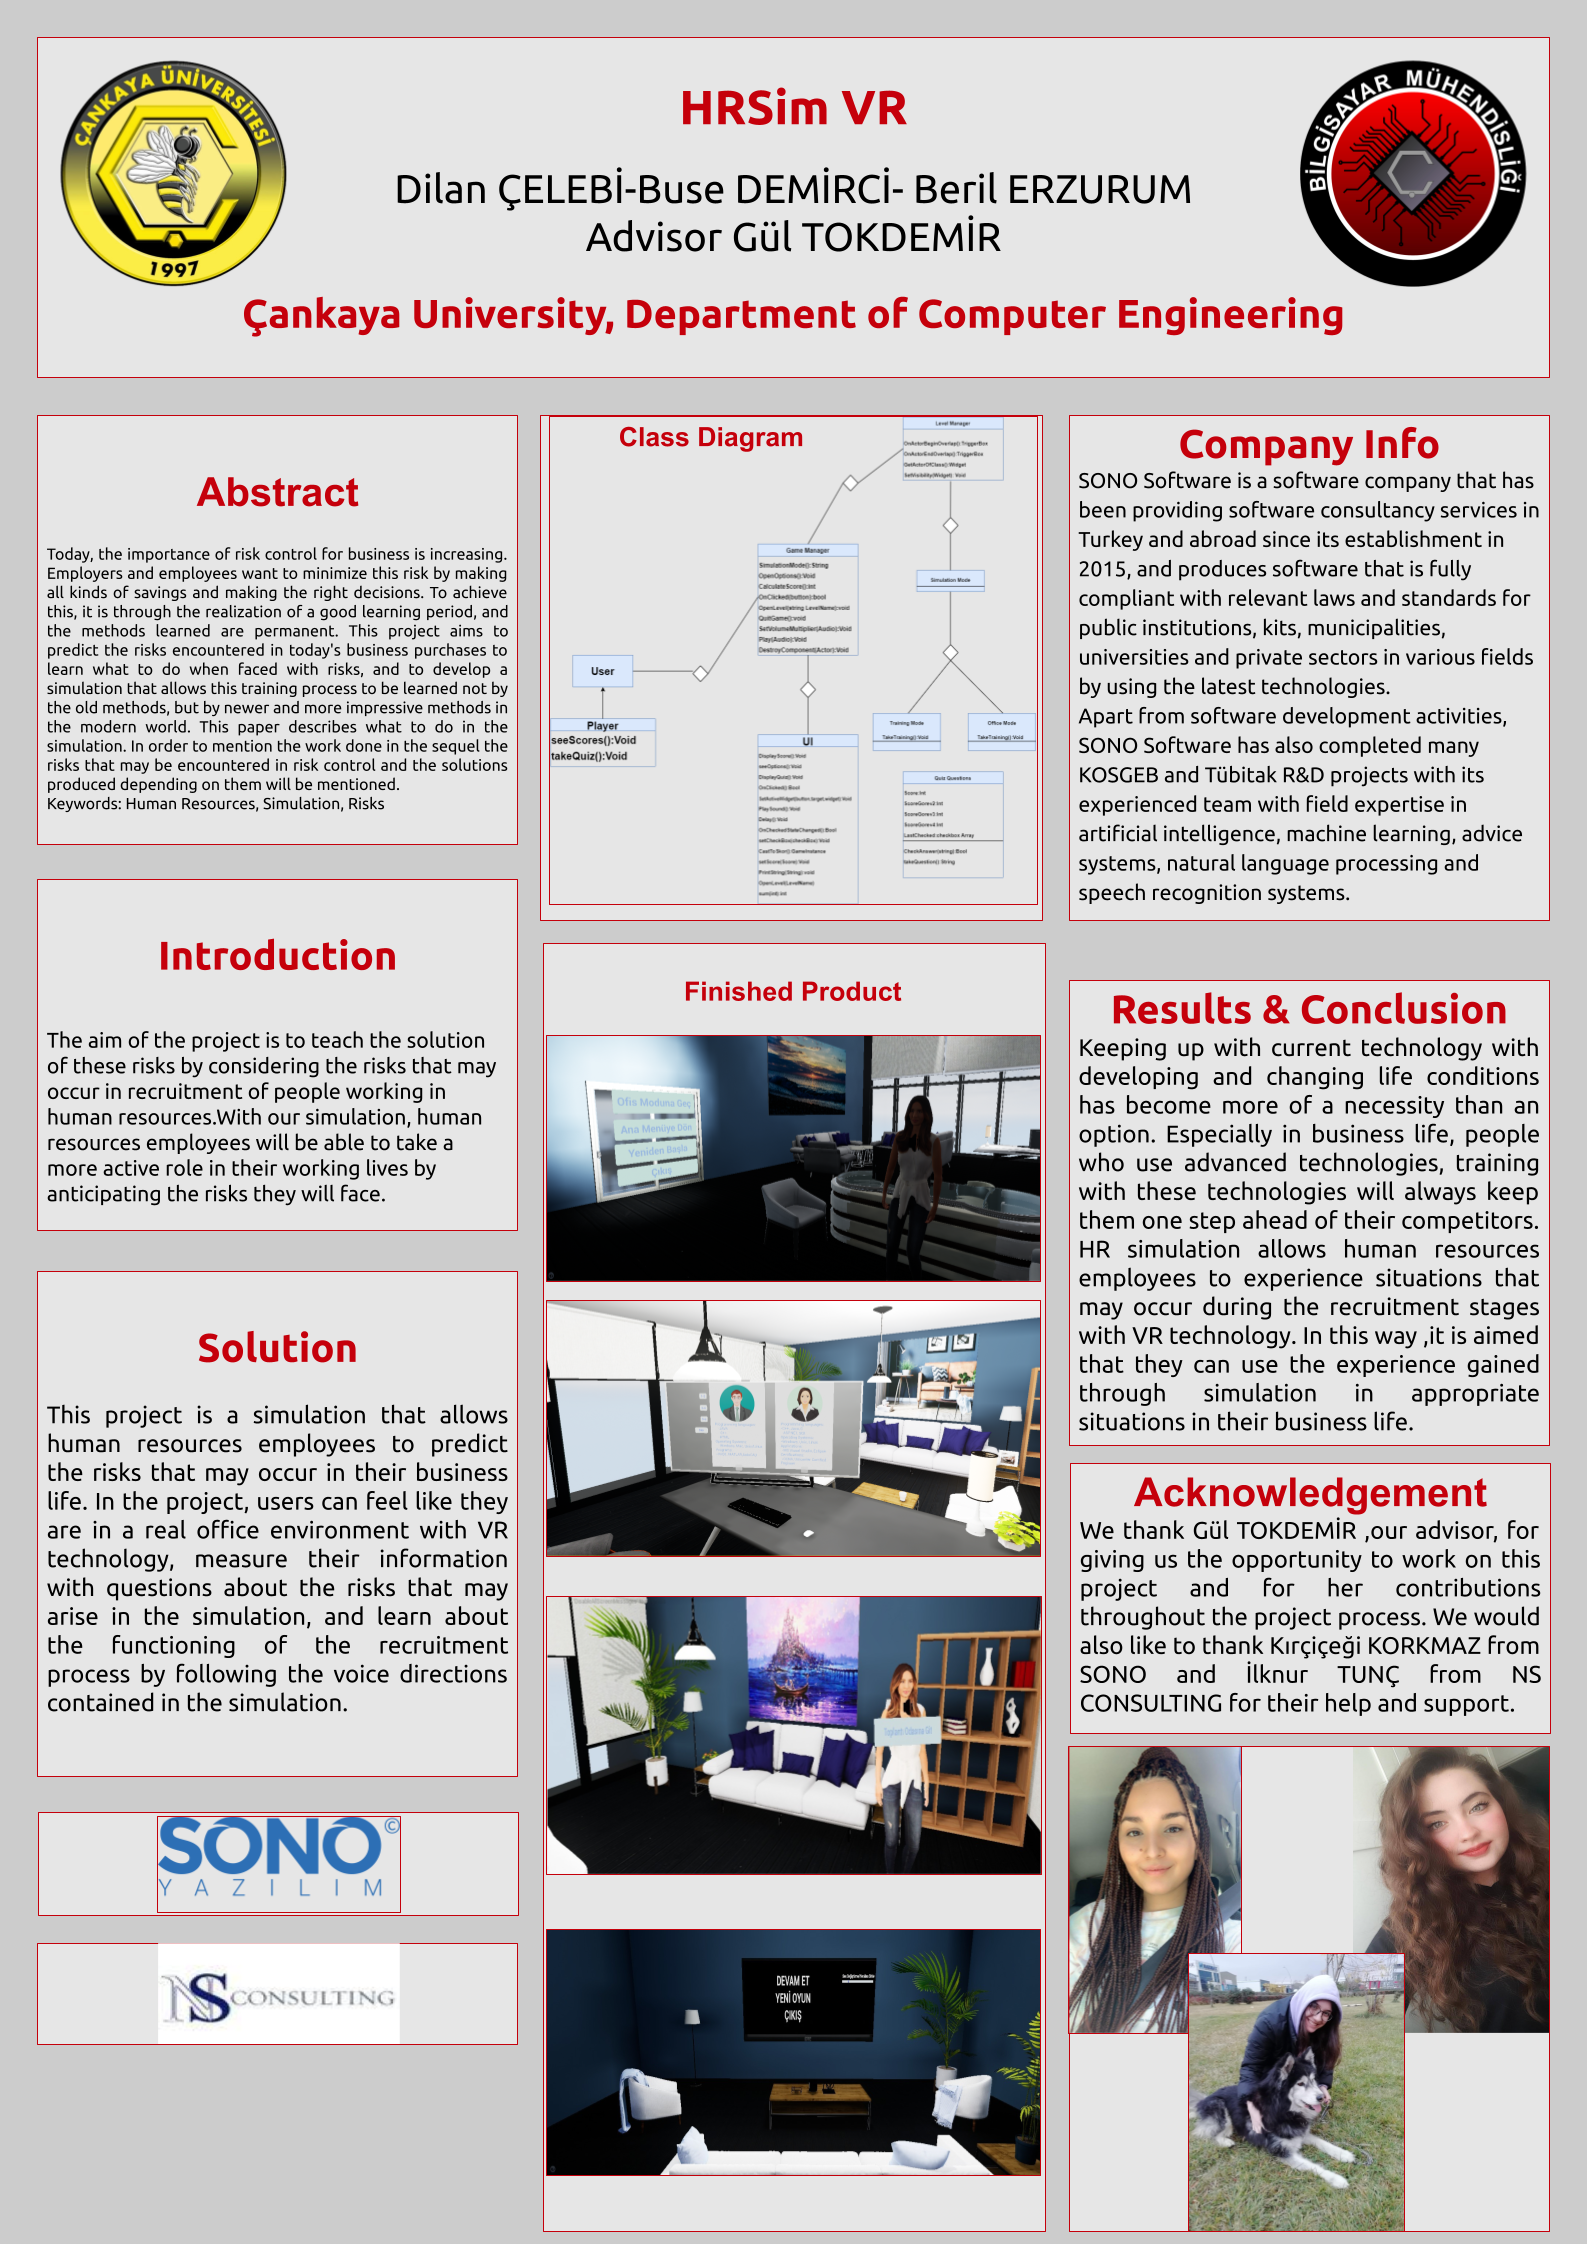 ÇANKAYA ÜNİVERSİTESİ
1997
HRSim VR
Dilan ÇELEBİ-Buse DEMİRCİ- Beril ERZURUM
Advisor Gül TOKDEMİR
Çankaya University, Department of Computer Engineering
BİLGİSAYAR MÜHENDİSLİĞİ
Abstract
Today, the importance of risk control for business is increasing.
Employers and employees want to minimize this risk by making
all kinds of savings and making the right decisions. To achieve
this, it is through the realization of a good learning period, and
the methods learned are permanent. This project aims to
predict the risks encountered in today's business purchases to
learn what to do when faced with risks, and to develop a
simulation that allows this training process to be learned not by
the old methods, but by newer and more impressive methods in
the modern world. This paper describes what to do in the
simulation. In order to mention the work done in the sequel the
risks that may be encountered in risk control and the solutions
produced depending on them will be mentioned.
Keywords: Human Resources, Simulation, Risks
Introduction
The aim of the project is to teach the solution
of these risks by considering the risks that may
occur in recruitment of people working in
human resources.With our simulation, human
resources employees will be able to take a
more active role in their working lives by
anticipating the risks they will face.
Solution
This project is a simulation that allows
human resources employees to predict
the risks that may occur in their business
life. In the project, users can feel like they
are in a real office environment with VR
technology, measure their information
with questions about the risks that may
arise in the simulation, and learn about
the functioning of the recruitment
process by following the voice directions
contained in the simulation.
SONO©
YAZILIM
NS CONSULTING
Class Diagram
Level Manager
OnActorBeginOverlap():TriggerBox
OnActorEndOverlap():TriggerBox
GetActorOfClass():Widget
SetVisibility(Widget): Void
Game Manager
SimulationMode():String
OpenOptions():Void
CalculateScore():Int
OnClicked(button):bool
OpenLevel(string LevelName):void
QuitGame():void
SetVolumeMultiplier(Audio):Void
Play(Audio):Void
DestroyComponent(Actor):Void
Simulation Mode
User
Player
seeScores():Void
takeQuiz():Void
Training Mode
TakeTraining():Void
Office Mode
TakeTraining():Void
UI
DisplayScore():Void
seeOptions():Void
DisplayQuiz():Void
OnClicked():Bool
SetActiveWidget(button,target,widget):Void
PlaySound():Void
Delay():Void
OnCheckedStateChanged():Bool
setCheckBox(checkBox):Void
CastToStor():GameInstance
setScore(Score):Void
PrintString(String):void
OpenLevel(LevelName)
sum(int):int
Quiz Questions
Score:Int
ScoreGore+2:Int
ScoreGore+3:Int
ScoreGore+4:Int
LastChecked:checkbox Array
CheckAnswer(string):Bool
takeQuestion():String
Finished Product
Ofis Moduna Geç
Ana Menüye Dön
Yeniden Başla
Çıkış
Toplantı Odasına Git
DEVAM ET
YENİ OYUN
ÇIKIŞ
Company Info
SONO Software is a software company that has
been providing software consultancy services in
Turkey and abroad since its establishment in
2015, and produces software that is fully
compliant with relevant laws and standards for
public institutions, kits, municipalities,
universities and private sectors in various fields
by using the latest technologies.
Apart from software development activities,
SONO Software has also completed many
KOSGEB and Tübitak R&D projects with its
experienced team with field expertise in
artificial intelligence, machine learning, advice
systems, natural language processing and
speech recognition systems.
Results & Conclusion
Keeping up with current technology with
developing and changing life conditions
has become more of a necessity than an
option. Especially in business life, people
who use advanced technologies, training
with these technologies will always keep
them one step ahead of their competitors.
HR simulation allows human resources
employees to experience situations that
may occur during the recruitment stages
with VR technology. In this way ,it is aimed
that they can use the experience gained
through simulation in appropriate
situations in their business life.
Acknowledgement
We thank Gül TOKDEMİR ,our advisor, for
giving us the opportunity to work on this
project and for her contributions
throughout the project process. We would
also like to thank Kırçiçeği KORKMAZ from
SONO and İlknur TUNÇ from NS
CONSULTING for their help and support.